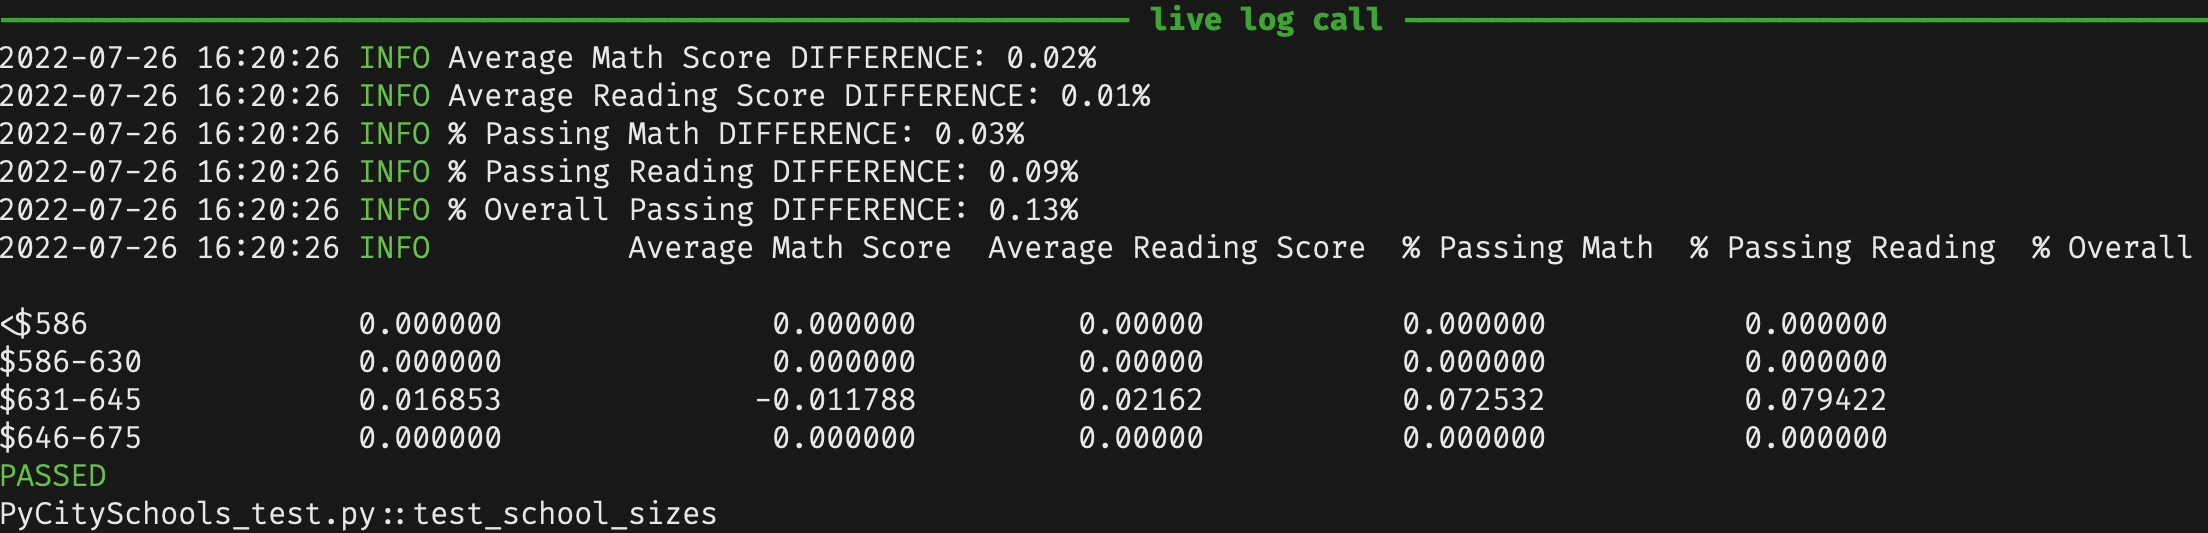 live log call
2022-07-26 16:20:26 INFO Average Math Score DIFFERENCE: 0.02%
2022-07-26 16:20:26 INFO Average Reading Score DIFFERENCE: 0.01%
2022-07-26 16:20:26 INFO % Passing Math DIFFERENCE: 0.03%
2022-07-26 16:20:26 INFO % Passing Reading DIFFERENCE: 0.09%
2022-07-26 16:20:26 INFO % Overall Passing DIFFERENCE: 0.13%
2022-07-26 16:20:26 INFO Average Math Score Average Reading Score % Passing Math % Passing Reading % Overall
<$586 0.000000 0.000000 0.00000 0.000000 0.000000
$586-630 0.000000 0.000000 0.00000 0.000000 0.000000
$631-645 0.016853 -0.011788 0.02162 0.072532 0.079422
$646-675 0.000000 0.000000 0.00000 0.000000 0.000000
PASSED
PyCitySchools_test.py::test_school_sizes